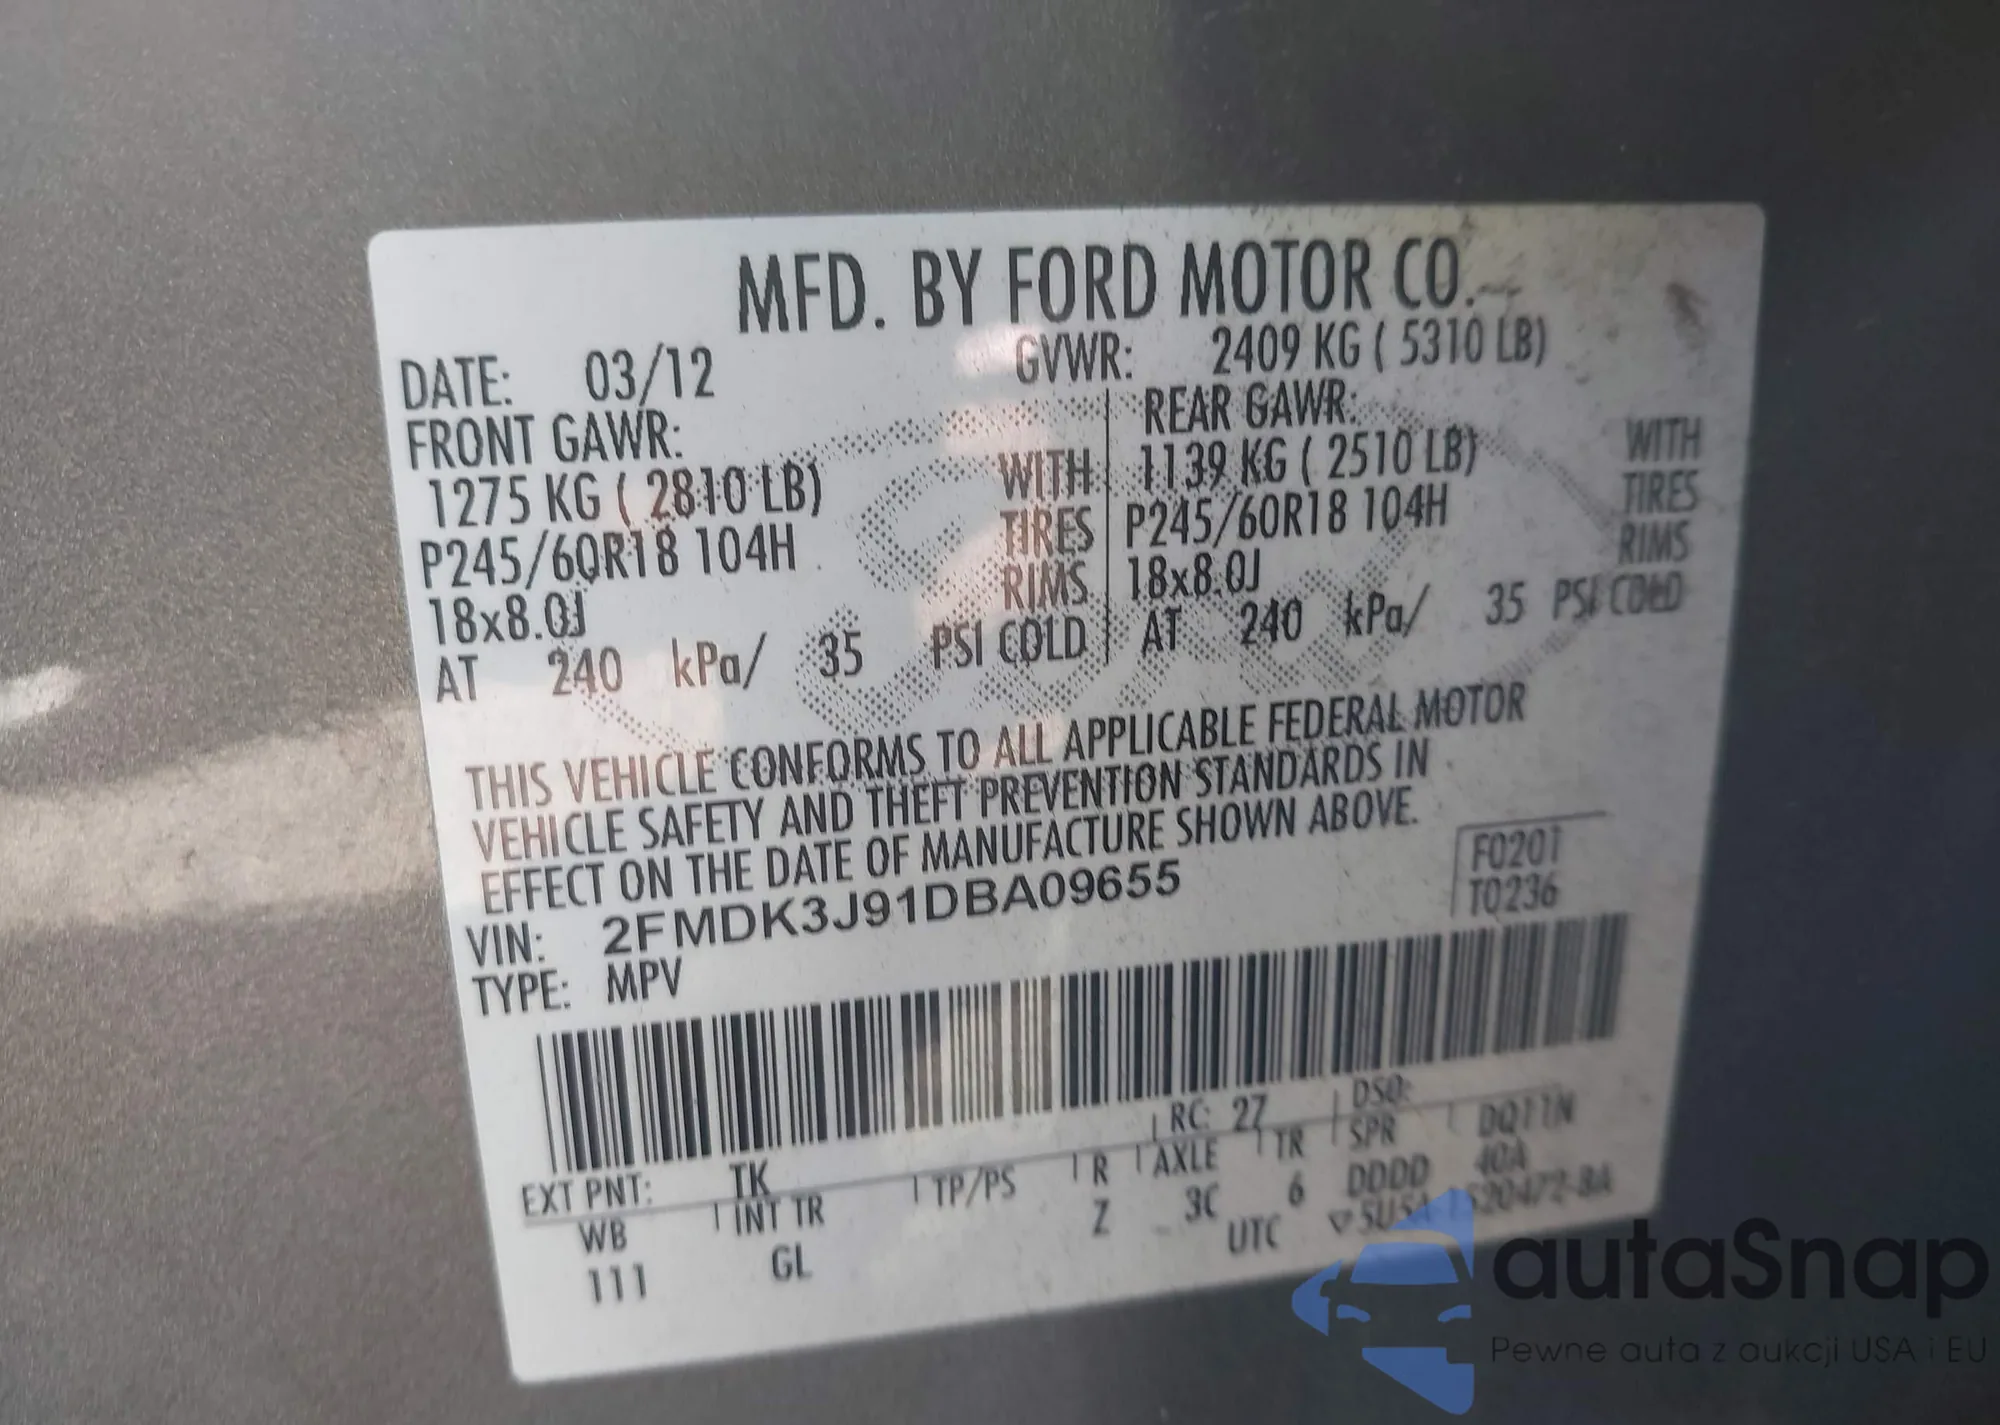 MFD. BY FORD MOTOR CO.
DATE: 03/12 GVWR: 2409 KG ( 5310 LB)
FRONT GAWR: REAR GAWR:
1275 KG ( 2810 LB) WITH 1139 KG ( 2510 LB) WITH
P245/60R18 104H TIRES P245/60R18 104H TIRES
18x8.0J RIMS 18x8.0J RIMS
AT 240 kPa/ 35 PSI COLD AT 240 kPa/ 35 PSI COLD
THIS VEHICLE CONFORMS TO ALL APPLICABLE FEDERAL MOTOR
VEHICLE SAFETY AND THEFT PREVENTION STANDARDS IN
EFFECT ON THE DATE OF MANUFACTURE SHOWN ABOVE.
F0201
T0236
VIN: 2FMDK3J91DBA09655
TYPE: MPV
EXT PNT: TK RC: 27 DSO:
WB INT TR TP/PS R AXLE TR SPR DQ11N
111 GL Z 3C 6 DDDD 40A
UTC
autaSnap
Pewne auta z aukcji USA i EU